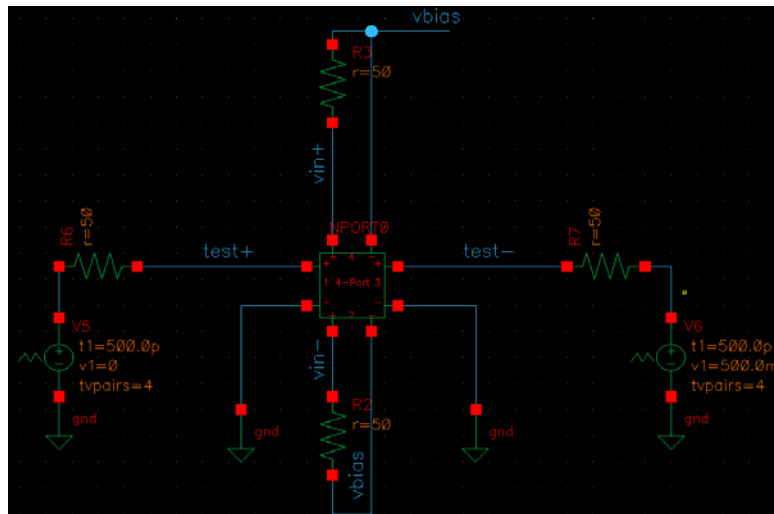 vbias
R3
r=50
vin+
NPORT0
R6
r=50
test+
test-
R7
r=50
+ + 4 - +
1 4-Port 3
- + 2 - -
V5
t1=500.0p
v1=0
tvpairs=4
gnd
gnd
vin-
R2
r=50
vbias
gnd
V6
t1=500.0p
v1=500.0m
tvpairs=4
gnd